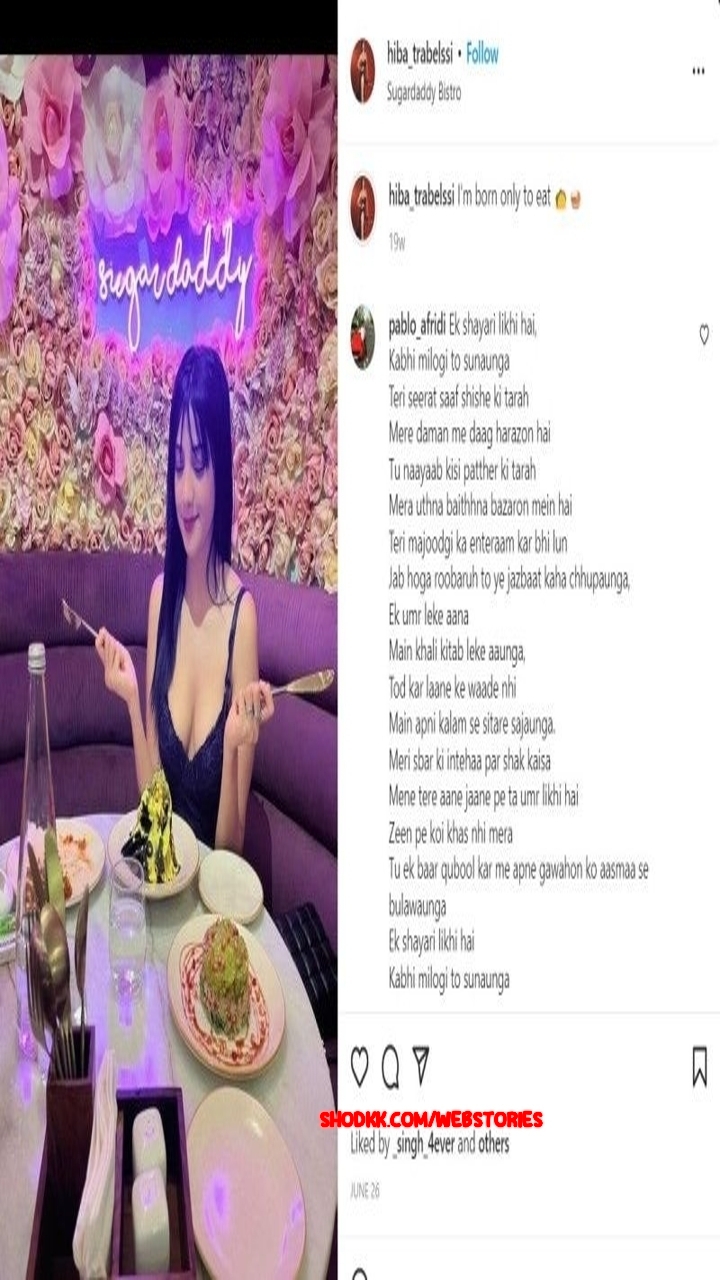 hiba_trabelssi • Follow
Sugardaddy Bistro
sugardaddy
hiba_trabelssi I'm born only to eat
19w
pablo_afridi Ek shayari likhi hai,
Kabhi milogi to sunaunga
Teri seerat saaf shishe ki tarah
Mere daman me daag harazon hai
Tu naayaab kisi patther ki tarah
Mera uthna baithhna bazaron mein hai
Teri majoodgi ka enteraam kar bhi lun
Jab hoga roobaruh to ye jazbaat kaha chhupaunga,
Ek umr leke aana
Main khali kitab leke aaunga,
Tod kar laane ke waade nhi
Main apni kalam se sitare sajaunga.
Meri sbar ki intehaa par shak kaisa
Mene tere aane jaane pe ta umr likhi hai
Zeen pe koi khas nhi mera
Tu ek baar qubool kar me apne gawahon ko aasmaa se
bulawaunga
Ek shayari likhi hai
Kabhi milogi to sunaunga
SHODKK.COM/WEBSTORIES
Liked by _singh_4ever and others
JUNE 26